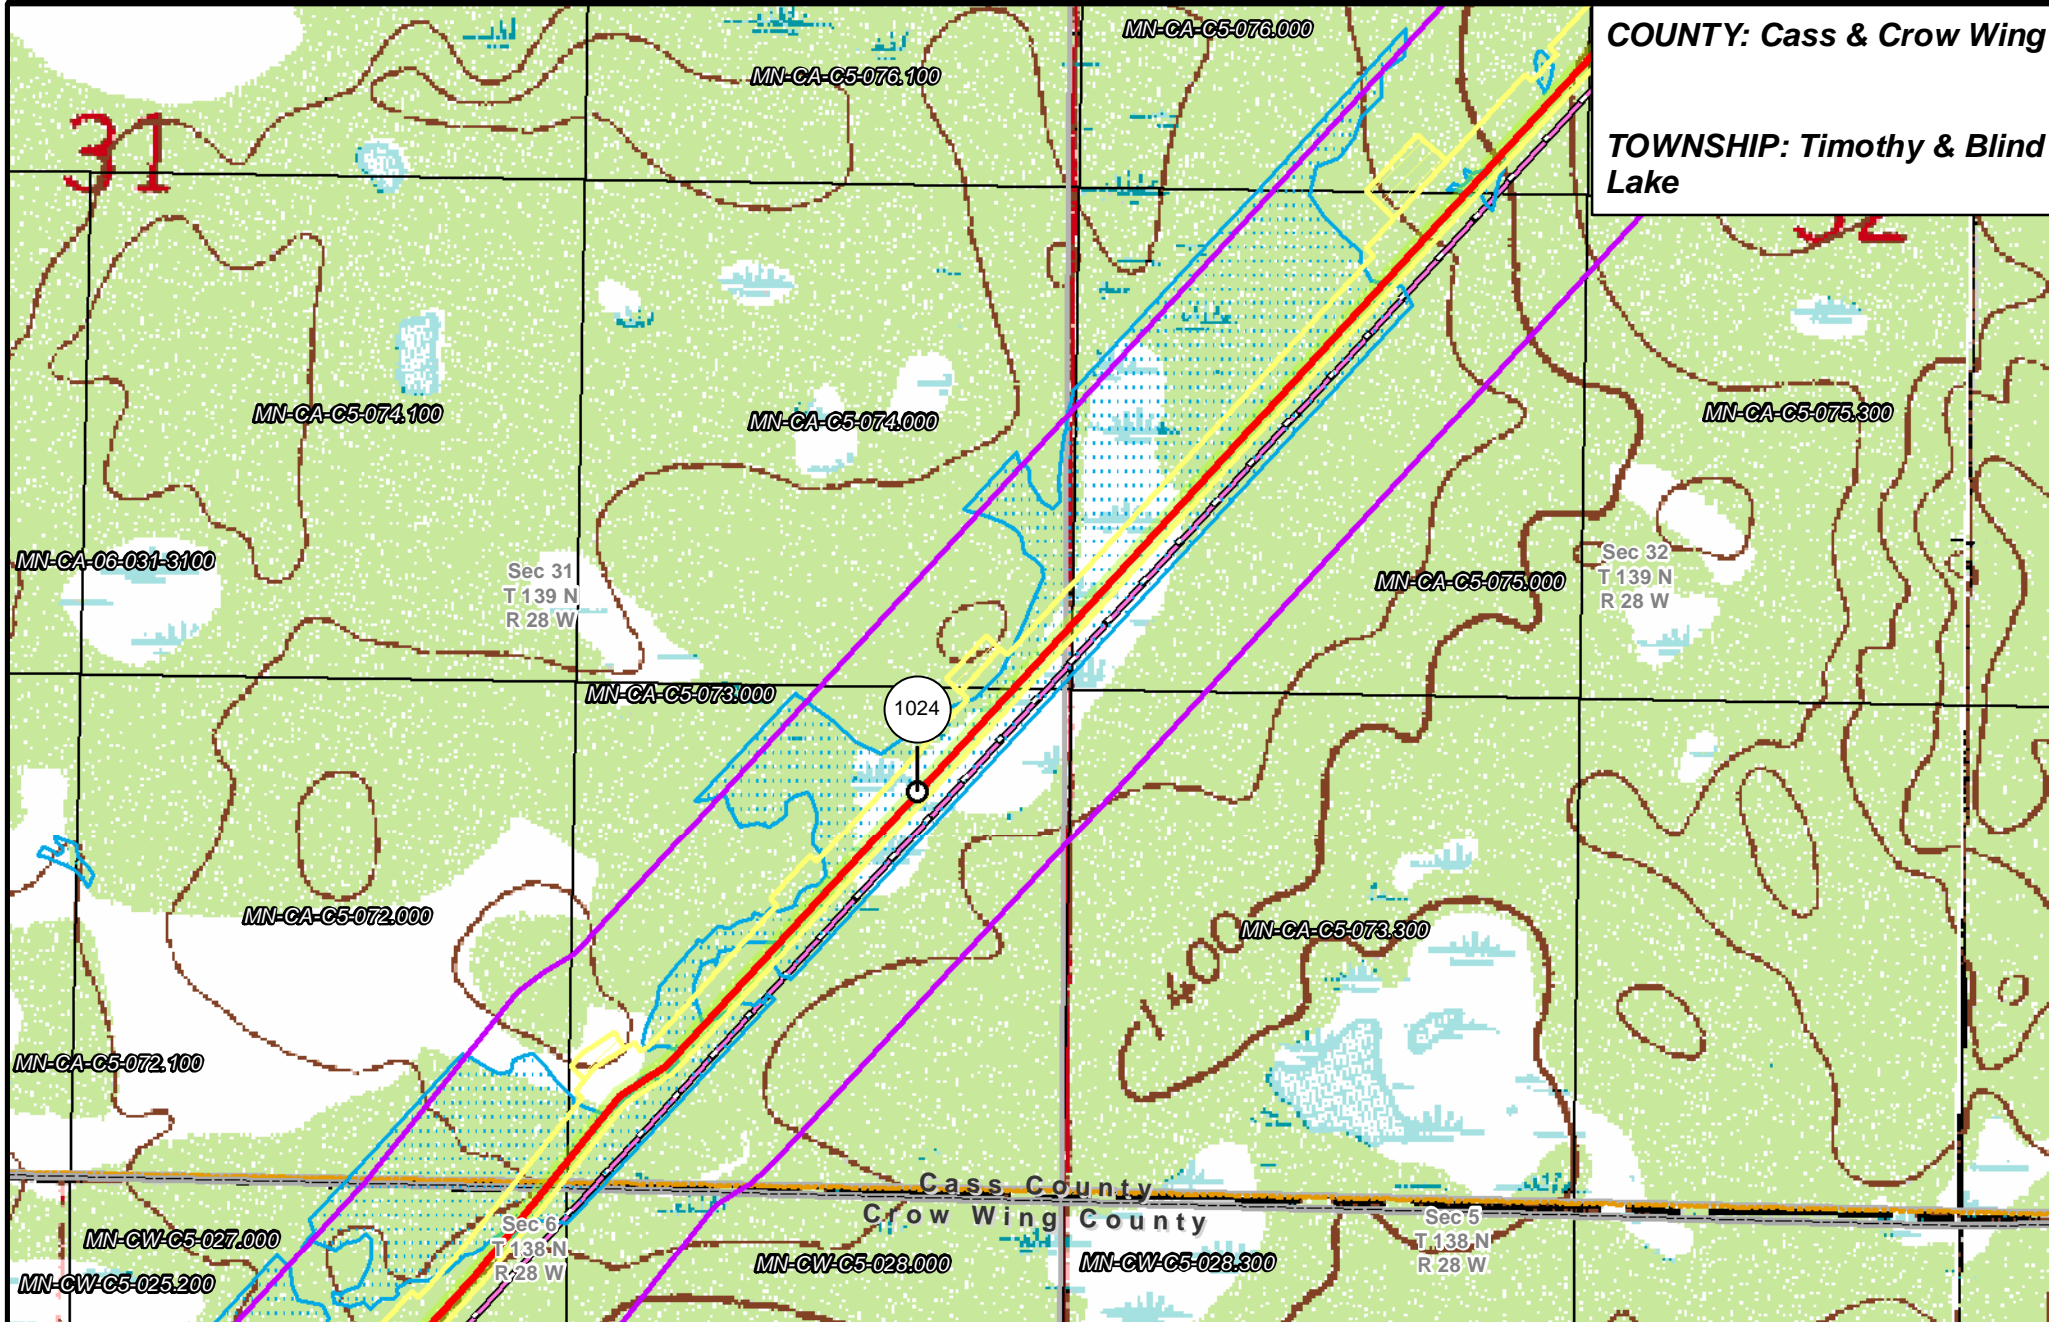 COUNTY: Cass & Crow Wing
TOWNSHIP: Timothy & Blind
Lake
MN-CA-C5-076.000
MN-CA-C5-076.100
31
MN-CA-C5-074.100
MN-CA-C5-074.000
MN-CA-C5-075.300
MN-CA-06-031-3100
Sec 31
T 139 N
R 28 W
MN-CA-C5-075.000
Sec 32
T 139 N
R 28 W
MN-CA-C5-073.000
1024
MN-CA-C5-072.000
MN-CA-C5-073.300
1400
MN-CA-C5-072.100
Cass County
Crow Wing County
MN-CW-C5-027.000
Sec 6
T 138 N
R 28 W
Sec 5
T 138 N
R 28 W
MN-CW-C5-025.200
MN-CW-C5-028.000
MN-CW-C5-028.300